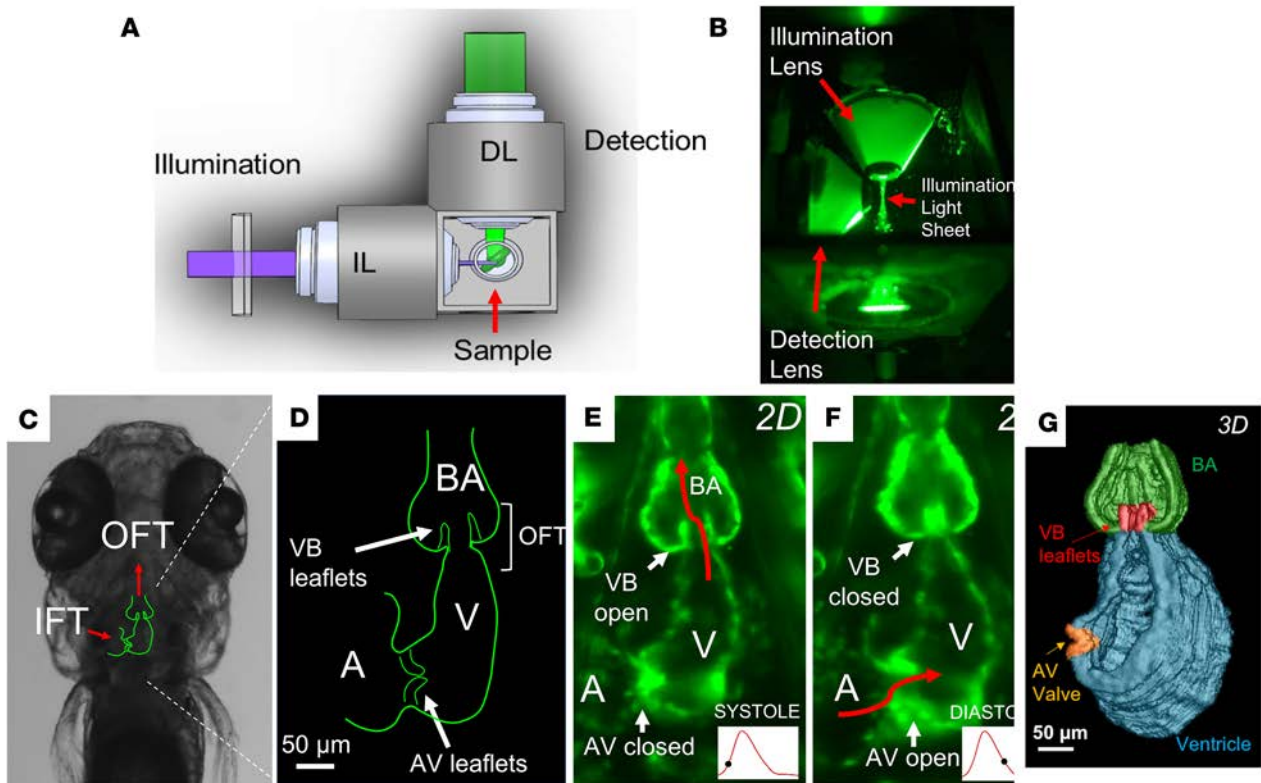 A
Illumination
IL
DL
Detection
Sample
B
Illumination
Lens
Illumination
Light
Sheet
Detection
Lens
C
OFT
IFT
D
BA
OFT
VB
leaflets
V
A
50 µm
AV leaflets
E
2D
BA
VB
open
V
A
SYSTOLE
AV closed
F
2
VB
closed
V
A
DIASTO
AV open
G
3D
BA
VB
leaflets
AV
Valve
50 µm
Ventricle